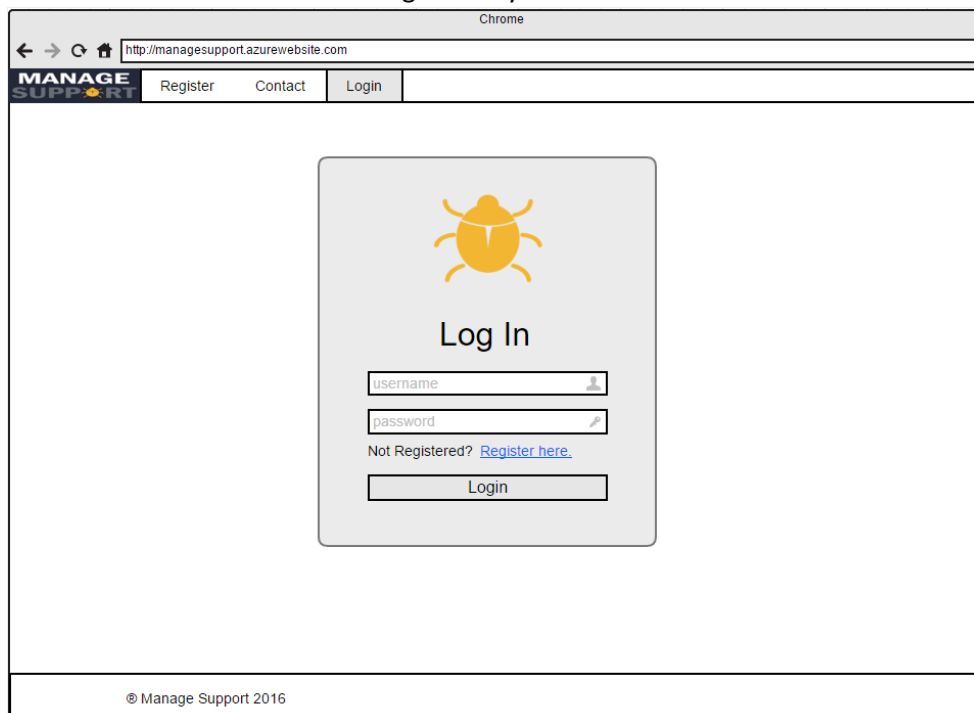 Chrome
http://managesupport.azurewebsite.com
MANAGE
SUPPORT
Register Contact Login
Log In
username
password
Not Registered? Register here.
Login
® Manage Support 2016